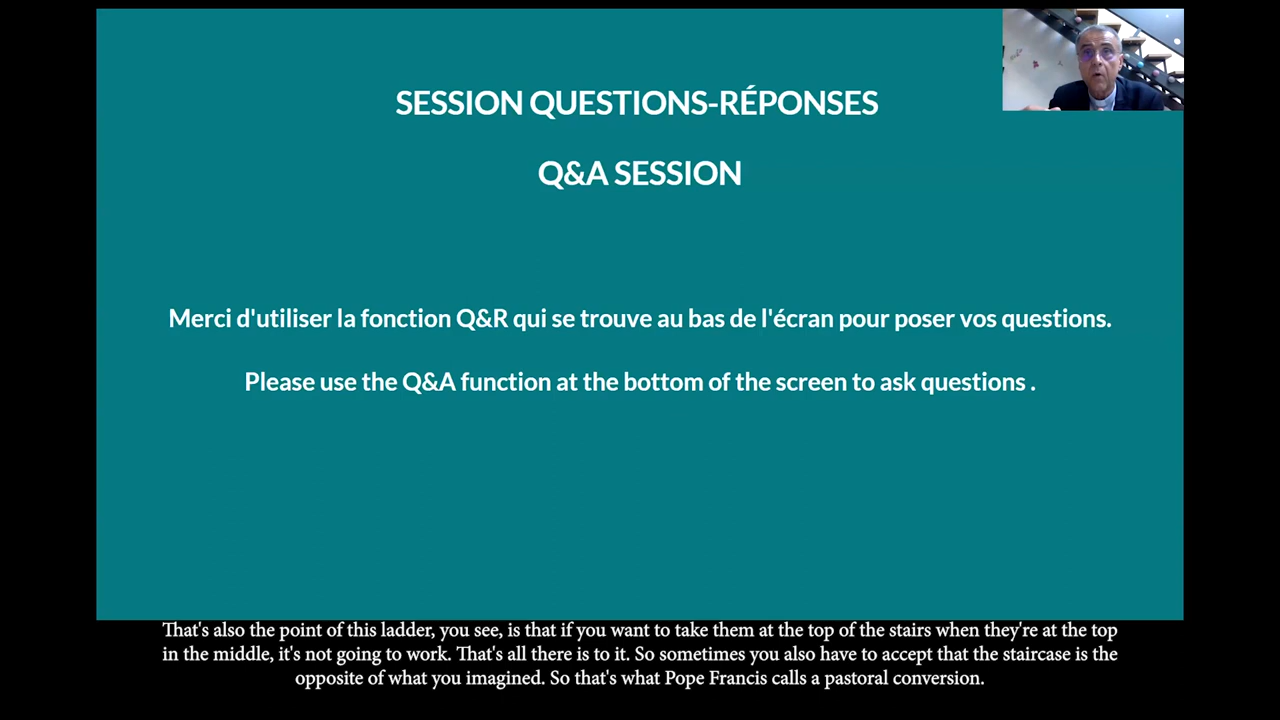 SESSION QUESTIONS-RÉPONSES
Q&A SESSION
Merci d'utiliser la fonction Q&R qui se trouve au bas de l'écran pour poser vos questions.
Please use the Q&A function at the bottom of the screen to ask questions .
That's also the point of this ladder, you see, is that if you want to take them at the top of the stairs when they're at the top
in the middle, it's not going to work. That's all there is to it. So sometimes you also have to accept that the staircase is the
opposite of what you imagined. So that's what Pope Francis calls a pastoral conversion.